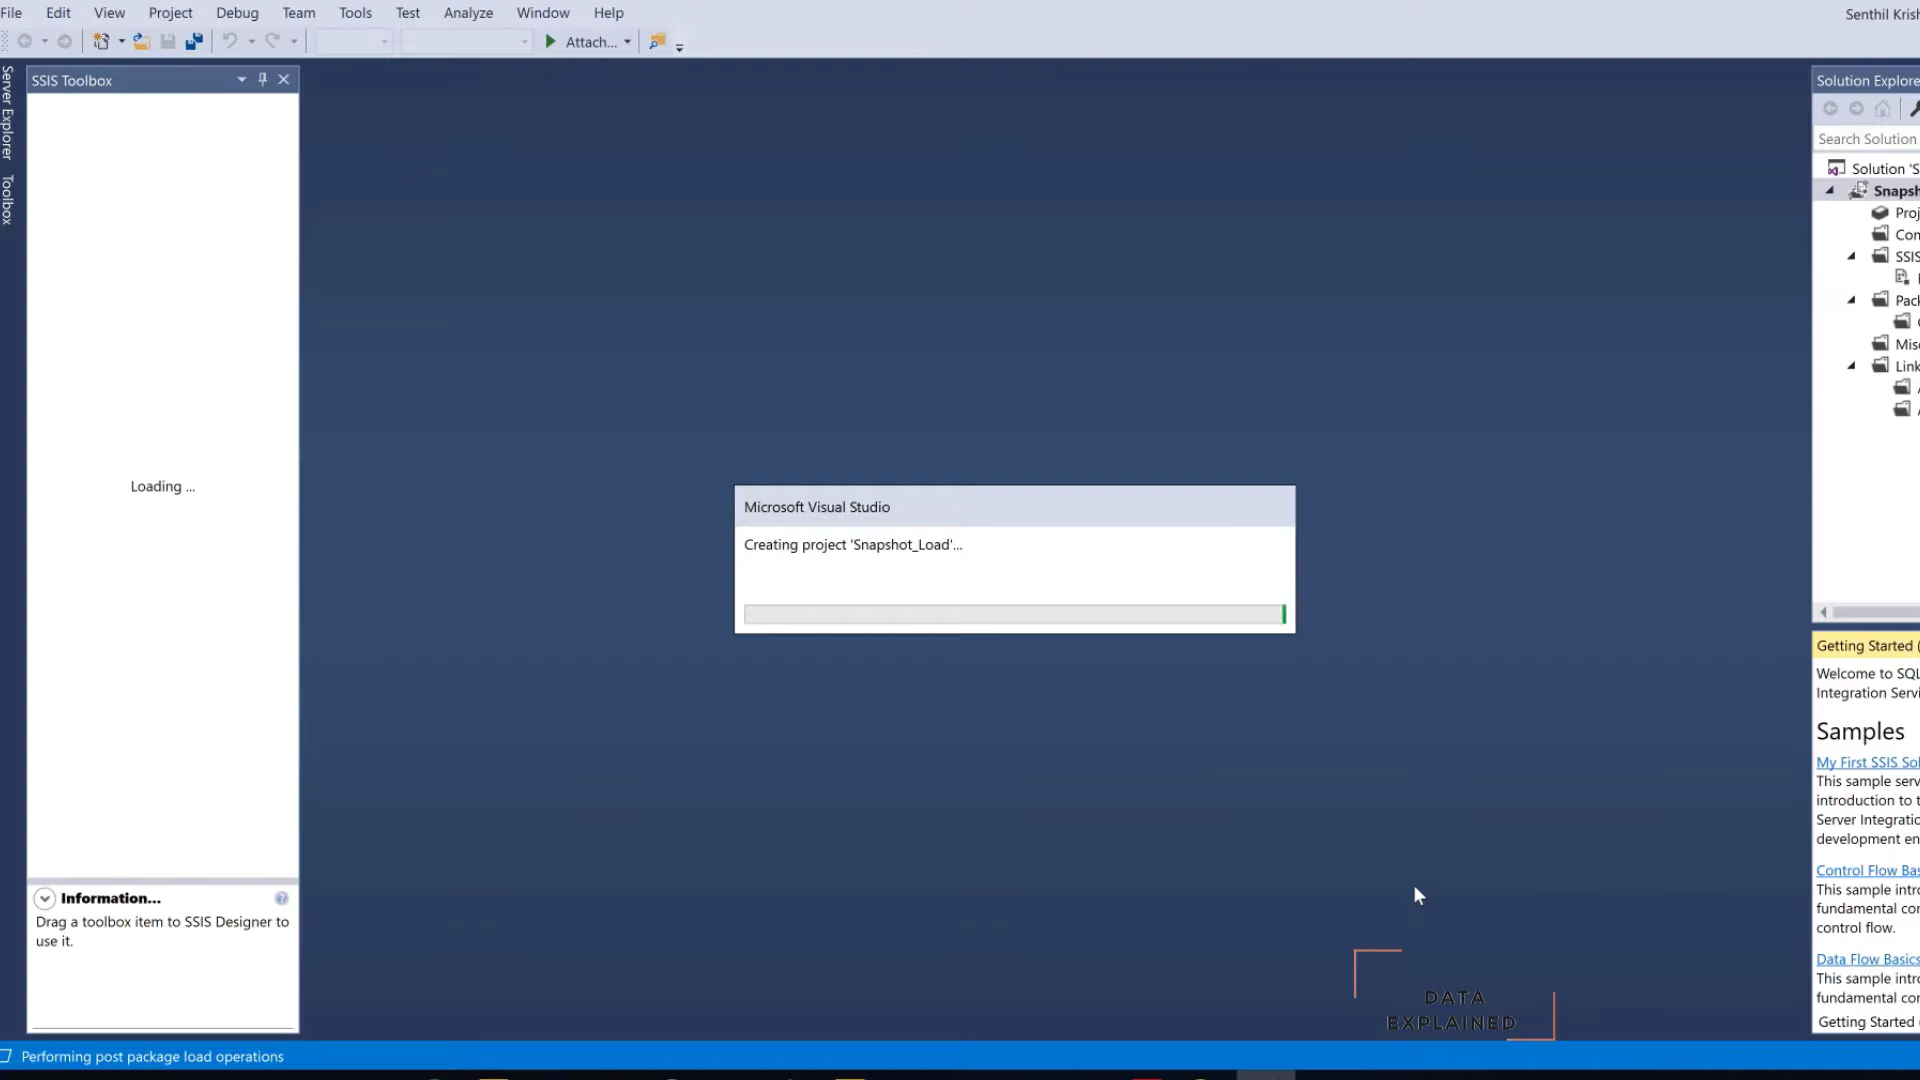 File Edit View Project Debug Team Tools Test Analyze Window Help
Senthil Krish
Attach...
Server Explorer
Toolbox
SSIS Toolbox
Loading ...
Information...
Drag a toolbox item to SSIS Designer to
use it.
Microsoft Visual Studio
Creating project 'Snapshot_Load'...
Solution Explore
Search Solution
Solution 'S
Snapsh
Proj
Con
SSIS
Pack
Misc
Link
Getting Started (
Welcome to SQL
Integration Servi
Samples
My First SSIS Sol
This sample serv
introduction to t
Server Integratio
development en
Control Flow Bas
This sample intro
fundamental con
control flow.
Data Flow Basics
This sample intro
fundamental con
Getting Started (
DATA
EXPLAINED
Performing post package load operations